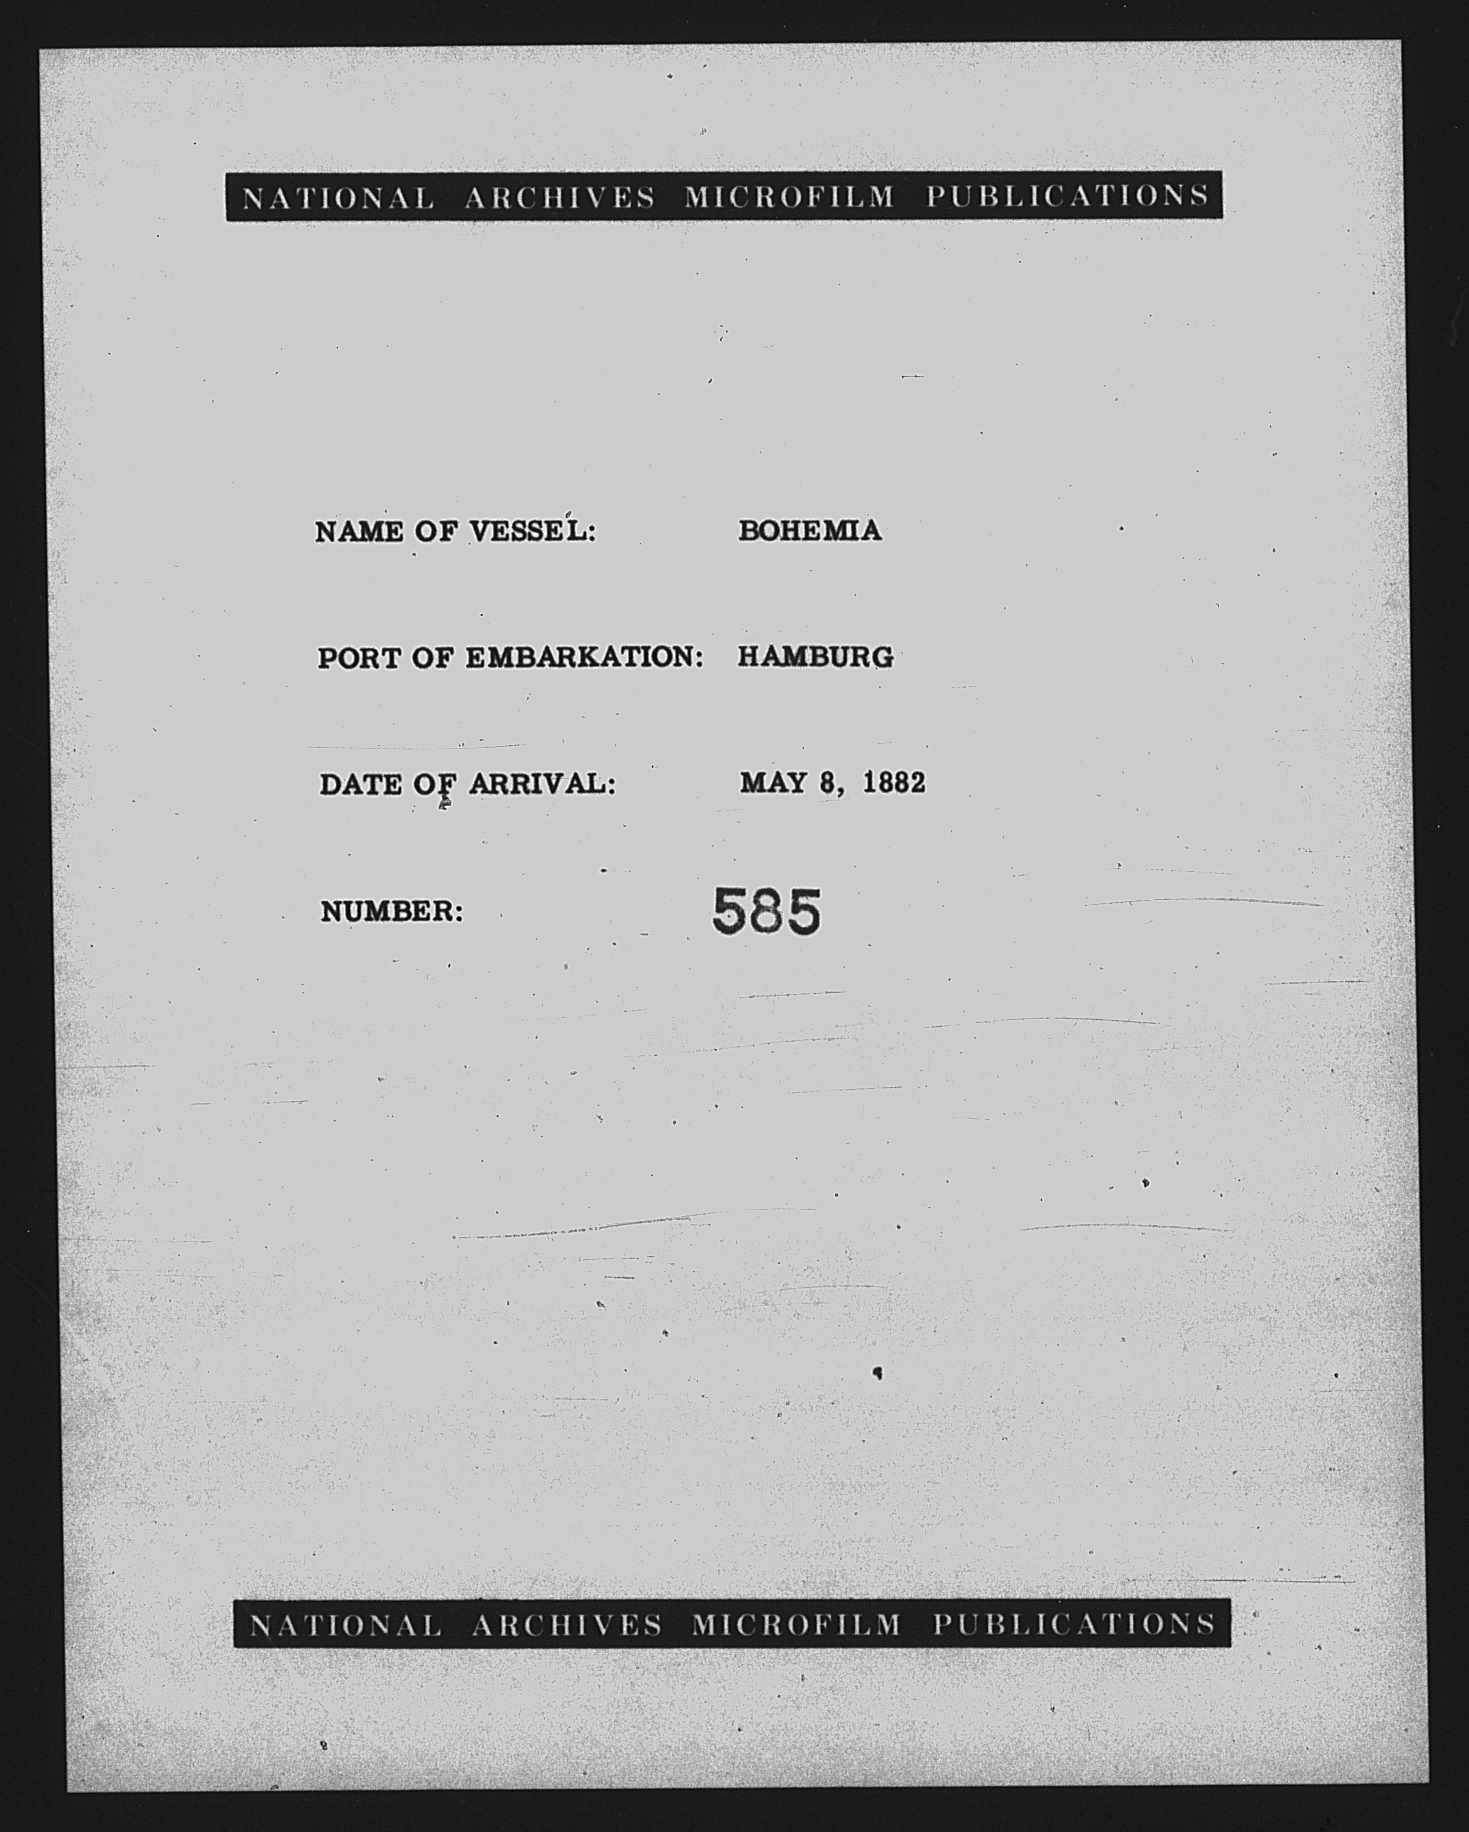 NATIONAL ARCHIVES MICROFILM PUBLICATIONS
NAME OF VESSEL: BOHEMIA
PORT OF EMBARKATION: HAMBURG
DATE OF ARRIVAL: MAY 8, 1882
NUMBER: 585
NATIONAL ARCHIVES MICROFILM PUBLICATIONS